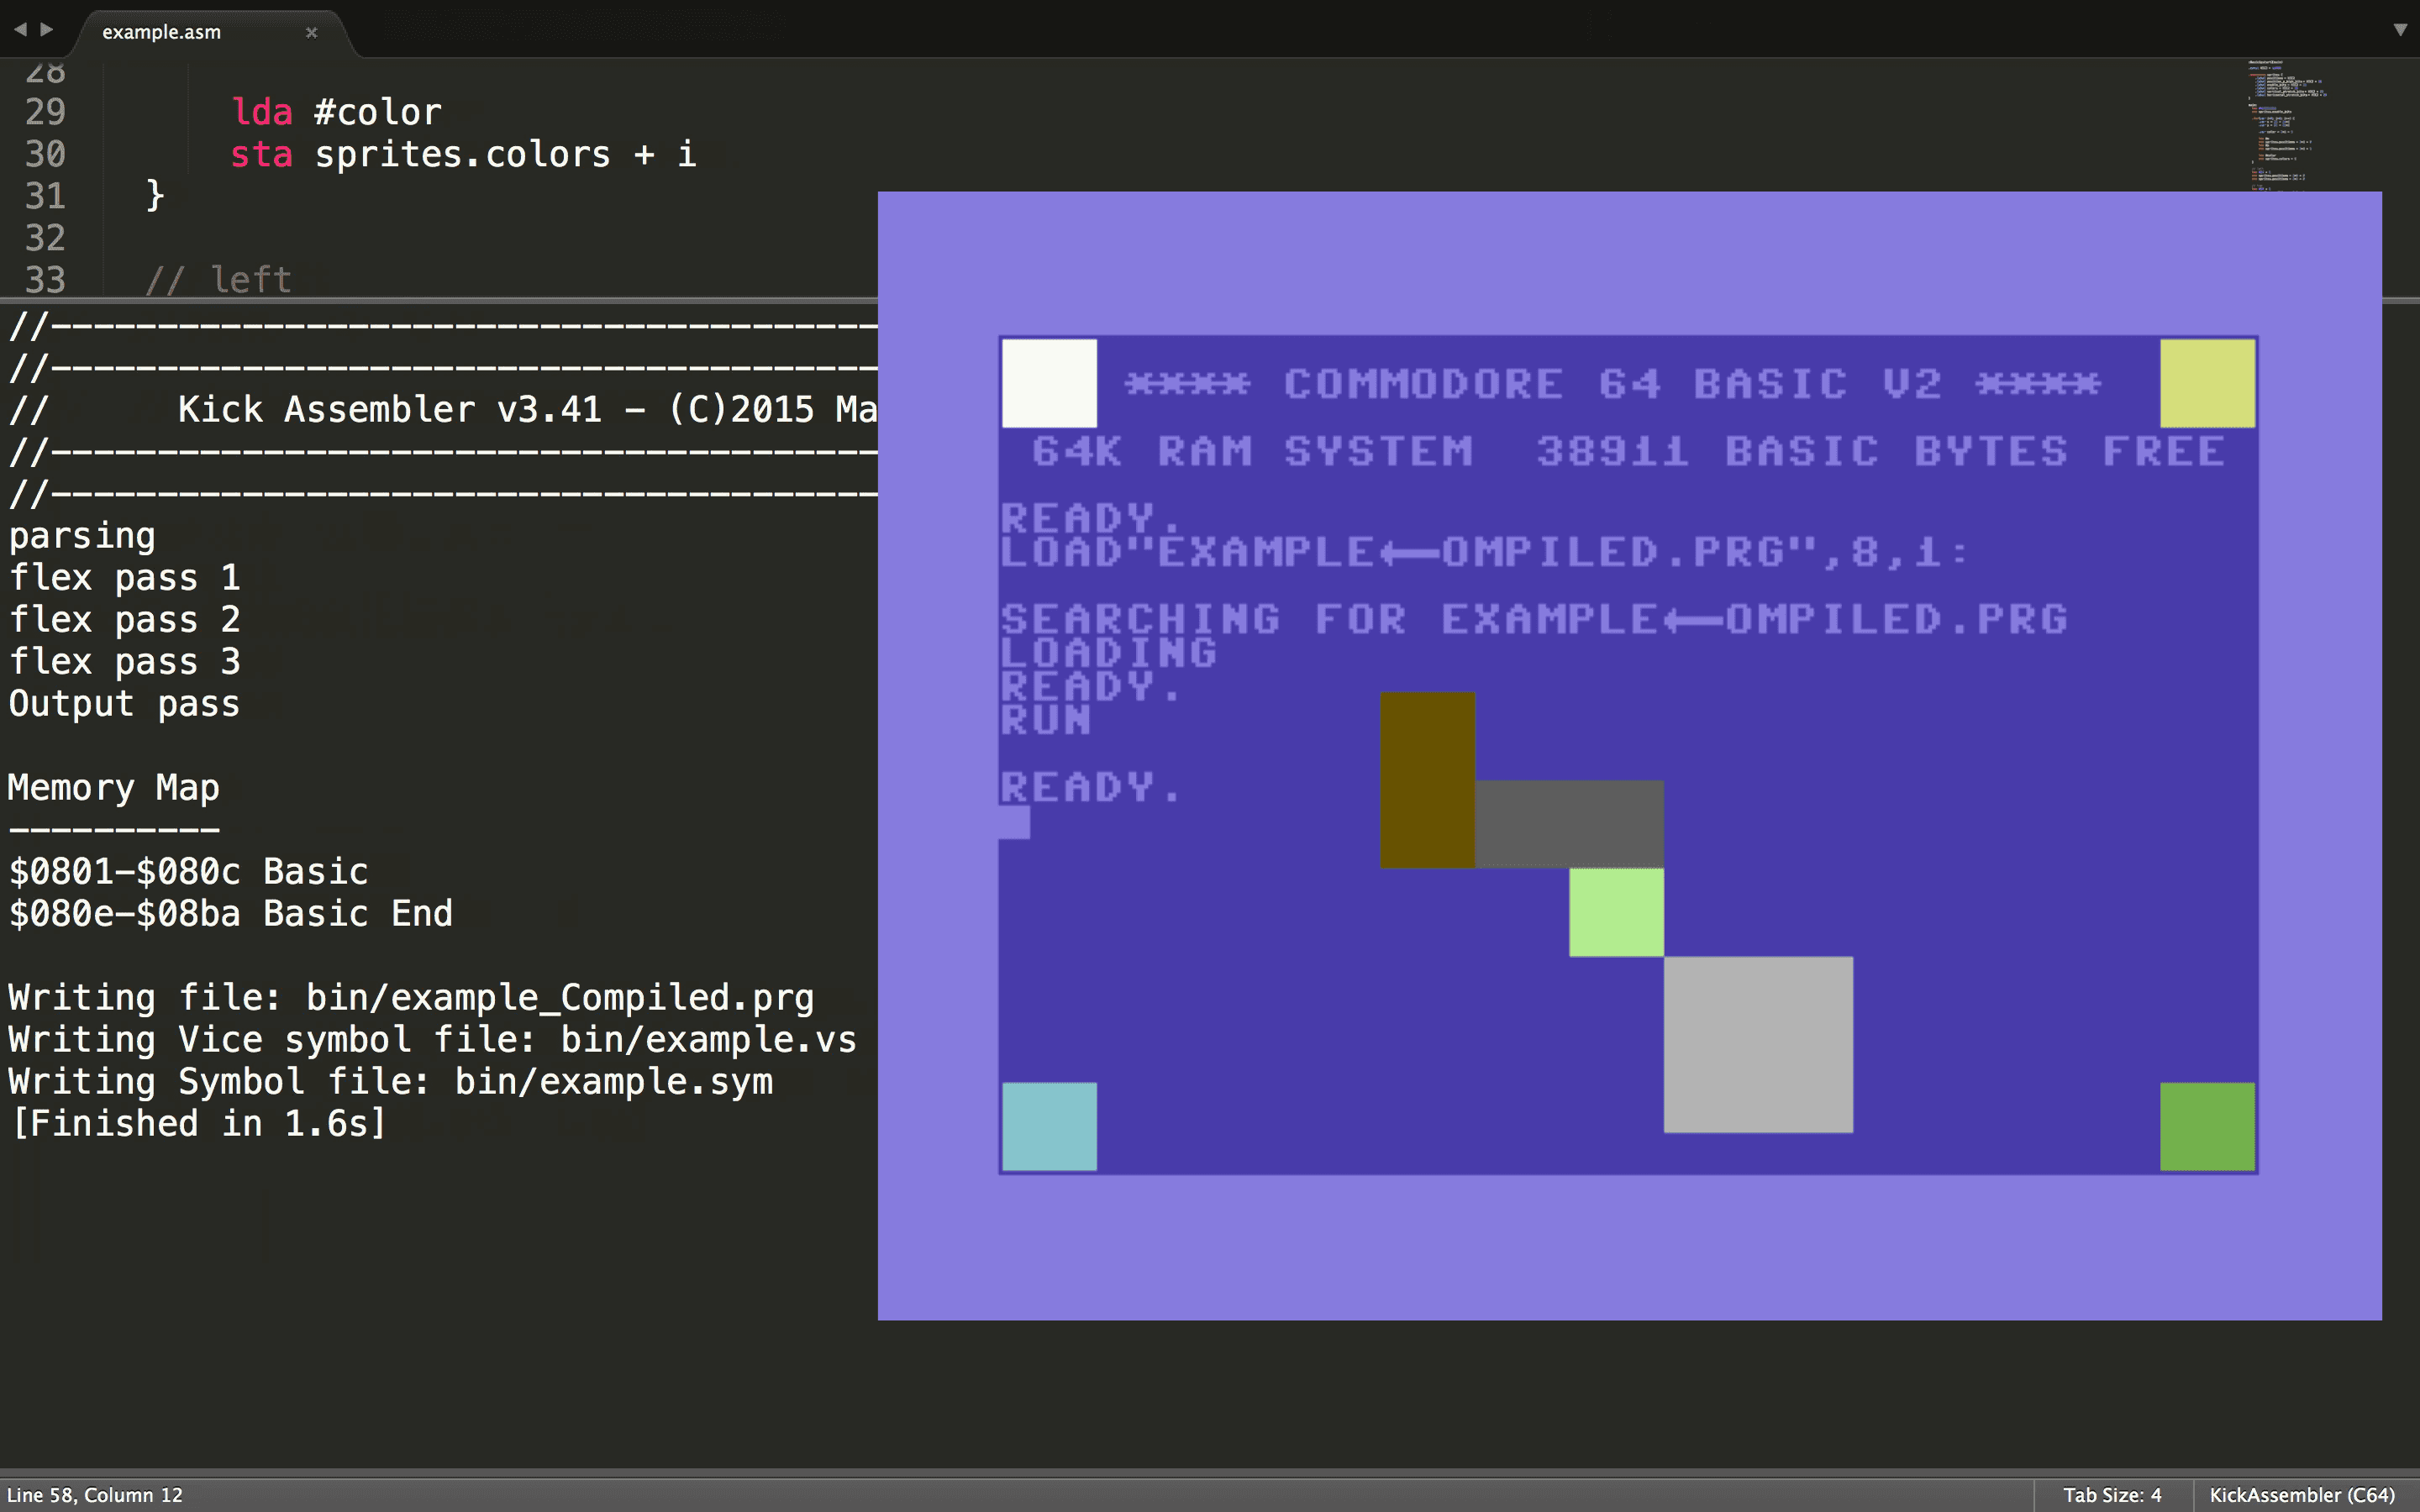 example.asm
28
29 lda #color
30 sta sprites.colors + i
31 }
32
33 // left
//---------------------------------------
//---------------------------------------
// Kick Assembler v3.41 - (C)2015 Ma
//---------------------------------------
//---------------------------------------
parsing
flex pass 1
flex pass 2
flex pass 3
Output pass
Memory Map
----------
$0801-$080c Basic
$080e-$08ba Basic End
Writing file: bin/example_Compiled.prg
Writing Vice symbol file: bin/example.vs
Writing Symbol file: bin/example.sym
[Finished in 1.6s]
**** COMMODORE 64 BASIC V2 ****
64K RAM SYSTEM 38911 BASIC BYTES FREE
READY.
LOAD"EXAMPLE←─OMPILED.PRG",8,1:
SEARCHING FOR EXAMPLE←─OMPILED.PRG
LOADING
READY.
RUN
READY.
Line 58, Column 12
Tab Size: 4
KickAssembler (C64)